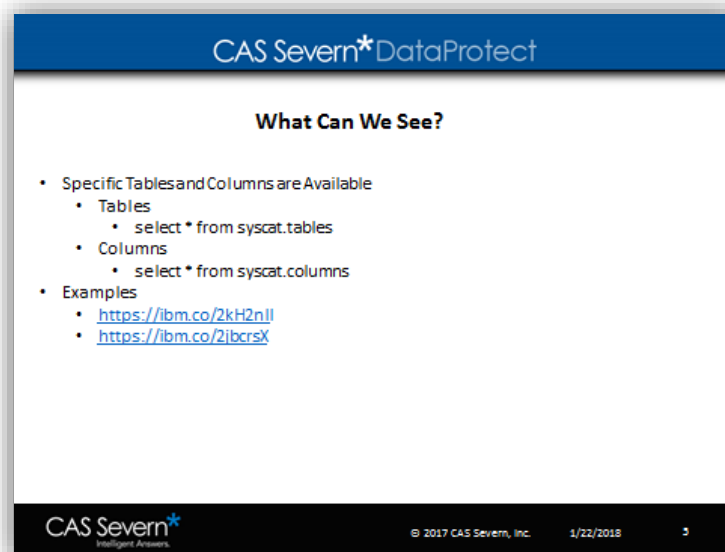 CAS Severn*DataProtect
What Can We See?
• Specific Tables and Columns are Available
• Tables
• select * from syscat.tables
• Columns
• select * from syscat.columns
• Examples
• https://ibm.co/2kH2nII
• https://ibm.co/2jbcrsX
CAS Severn*
Intelligent Answers.
© 2017 CAS Severn, Inc. 1/22/2018 5